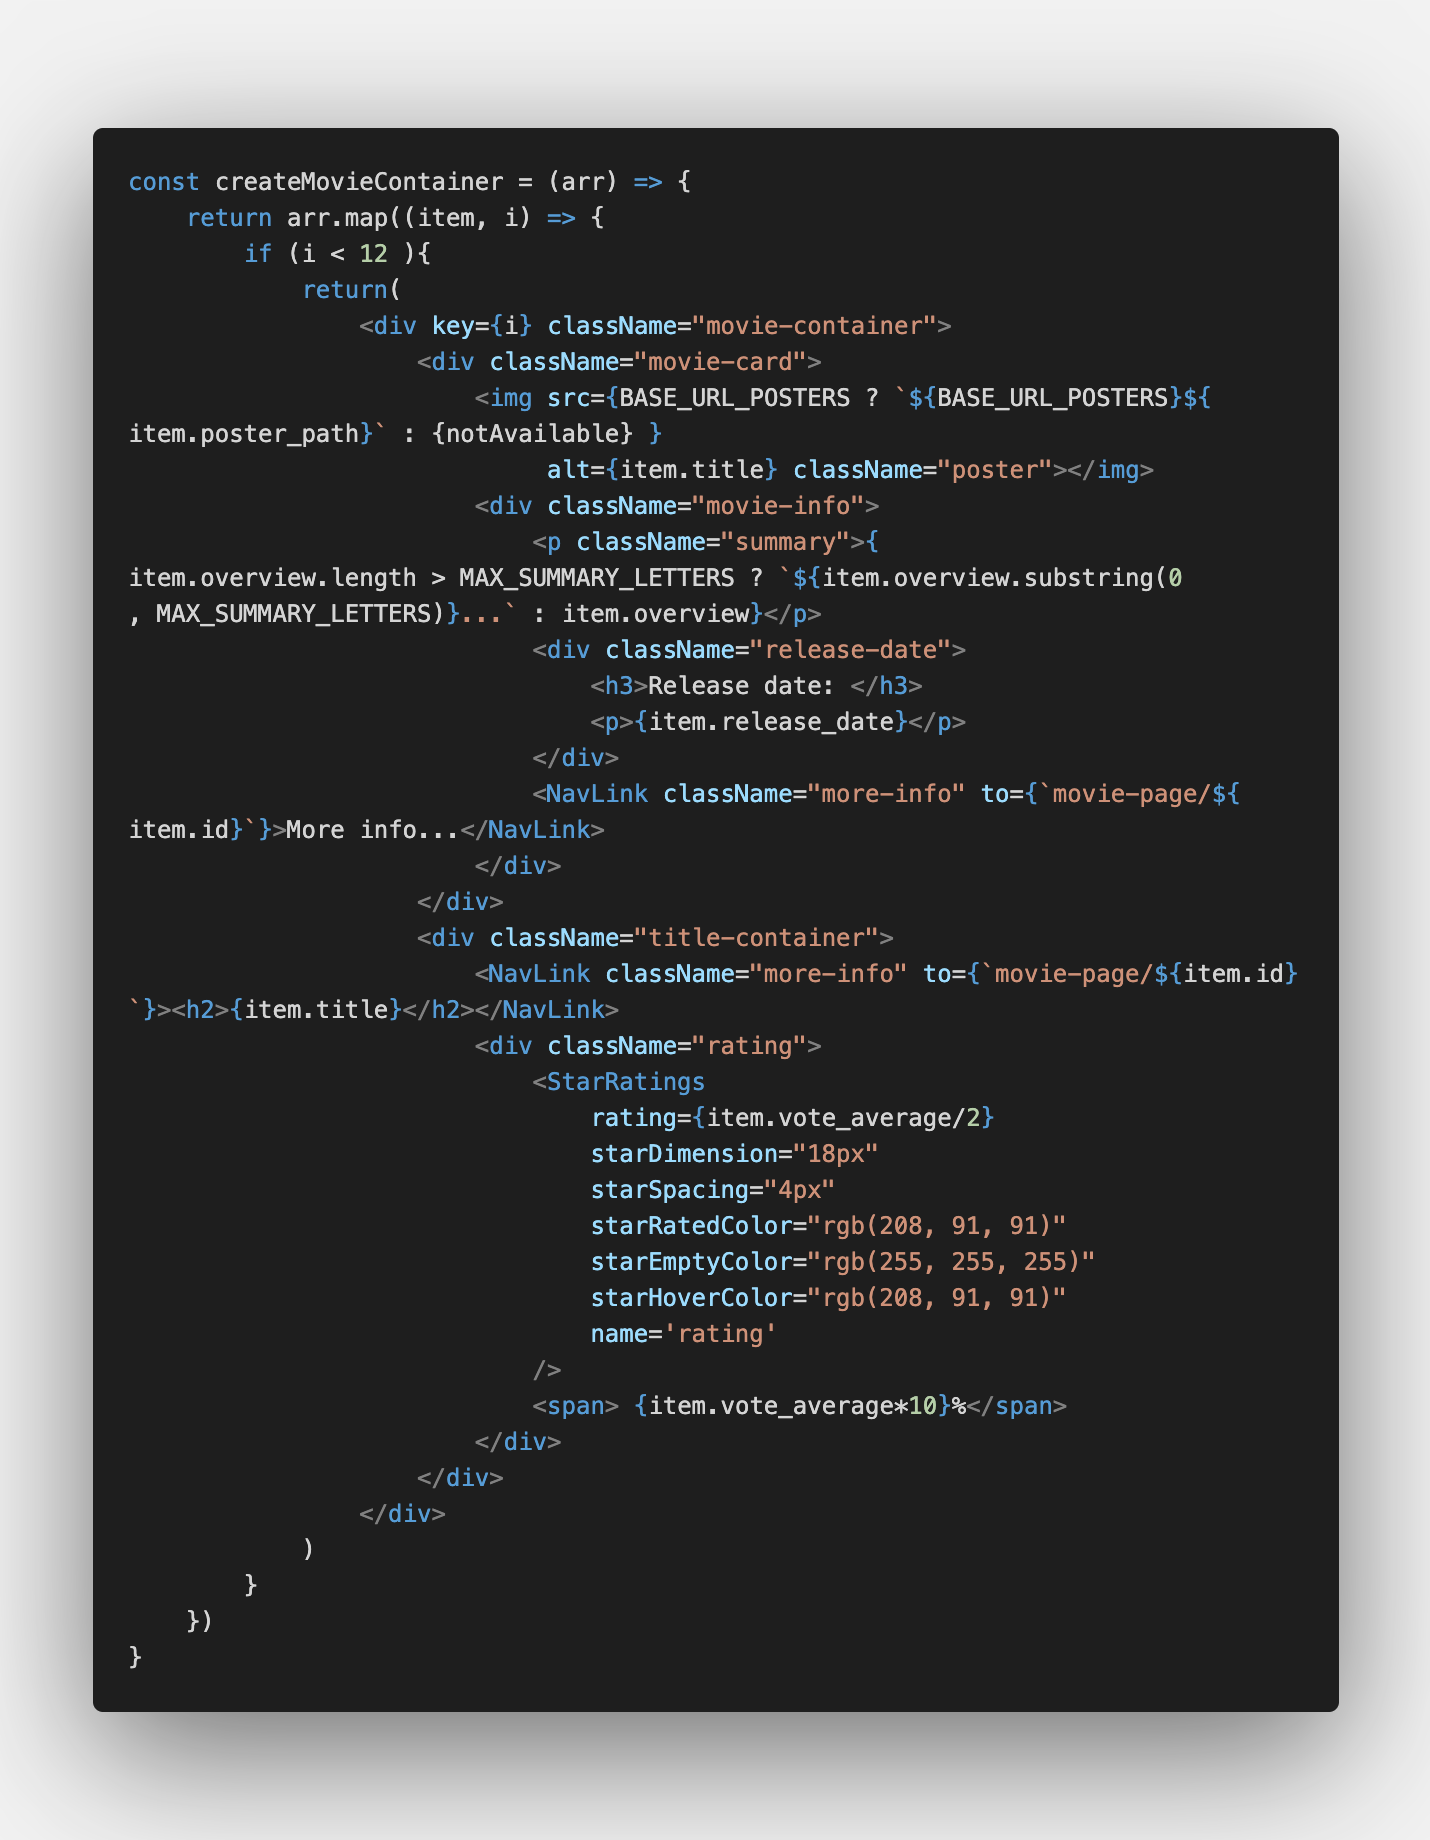 const createMovieContainer = (arr) => {
    return arr.map((item, i) => {
        if (i < 12 ){
            return(
                <div key={i} className="movie-container">
                    <div className="movie-card">
                        <img src={BASE_URL_POSTERS ? `${BASE_URL_POSTERS}${
item.poster_path}` : {notAvailable} }
                             alt={item.title} className="poster"></img>
                        <div className="movie-info">
                            <p className="summary">{
item.overview.length > MAX_SUMMARY_LETTERS ? `${item.overview.substring(0
, MAX_SUMMARY_LETTERS)}...` : item.overview}</p>
                            <div className="release-date">
                                <h3>Release date: </h3>
                                <p>{item.release_date}</p>
                            </div>
                            <NavLink className="more-info" to={`movie-page/${
item.id}`}>More info...</NavLink>
                        </div>
                    </div>
                    <div className="title-container">
                        <NavLink className="more-info" to={`movie-page/${item.id}
`}><h2>{item.title}</h2></NavLink>
                        <div className="rating">
                            <StarRatings
                                rating={item.vote_average/2}
                                starDimension="18px"
                                starSpacing="4px"
                                starRatedColor="rgb(208, 91, 91)"
                                starEmptyColor="rgb(255, 255, 255)"
                                starHoverColor="rgb(208, 91, 91)"
                                name='rating'
                            />
                            <span> {item.vote_average*10}%</span>
                        </div>
                    </div>
                </div>
            )
        }
    })
}